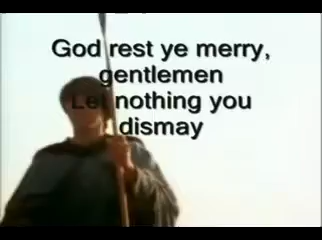 God rest ye merry,
gentlemen
Let nothing you
dismay